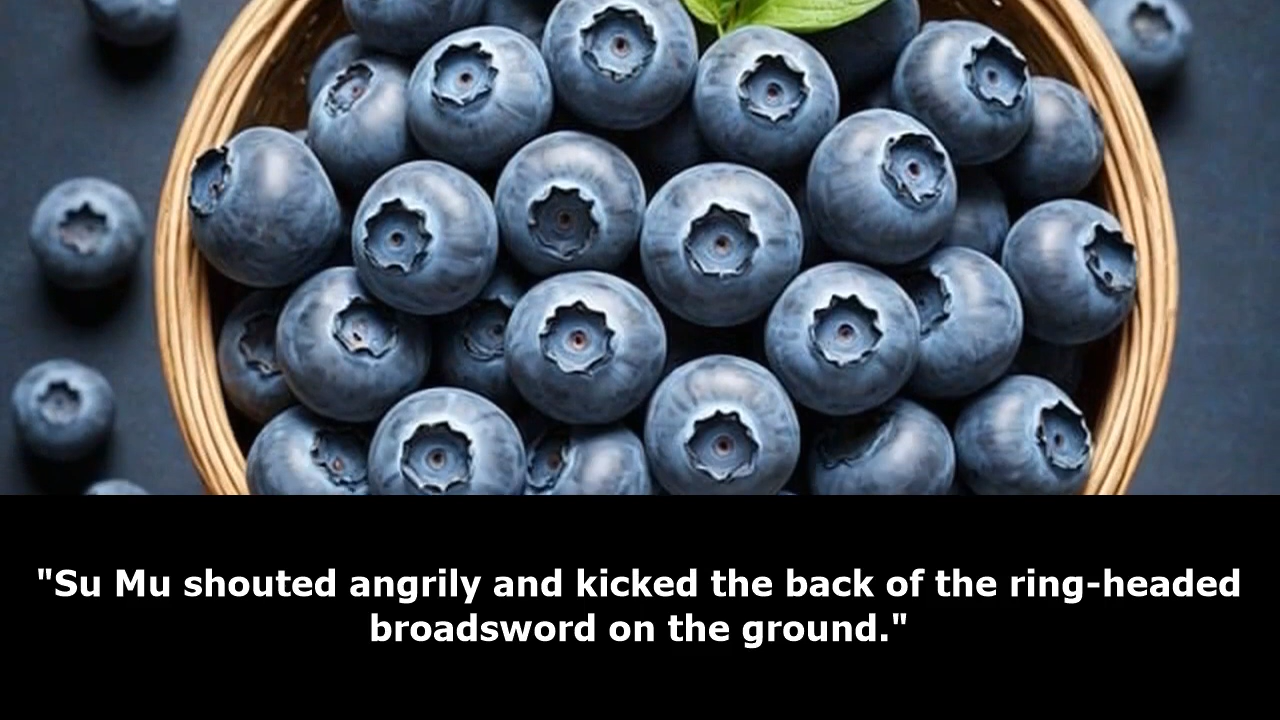 "Su Mu shouted angrily and kicked the back of the ring-headed
broadsword on the ground."